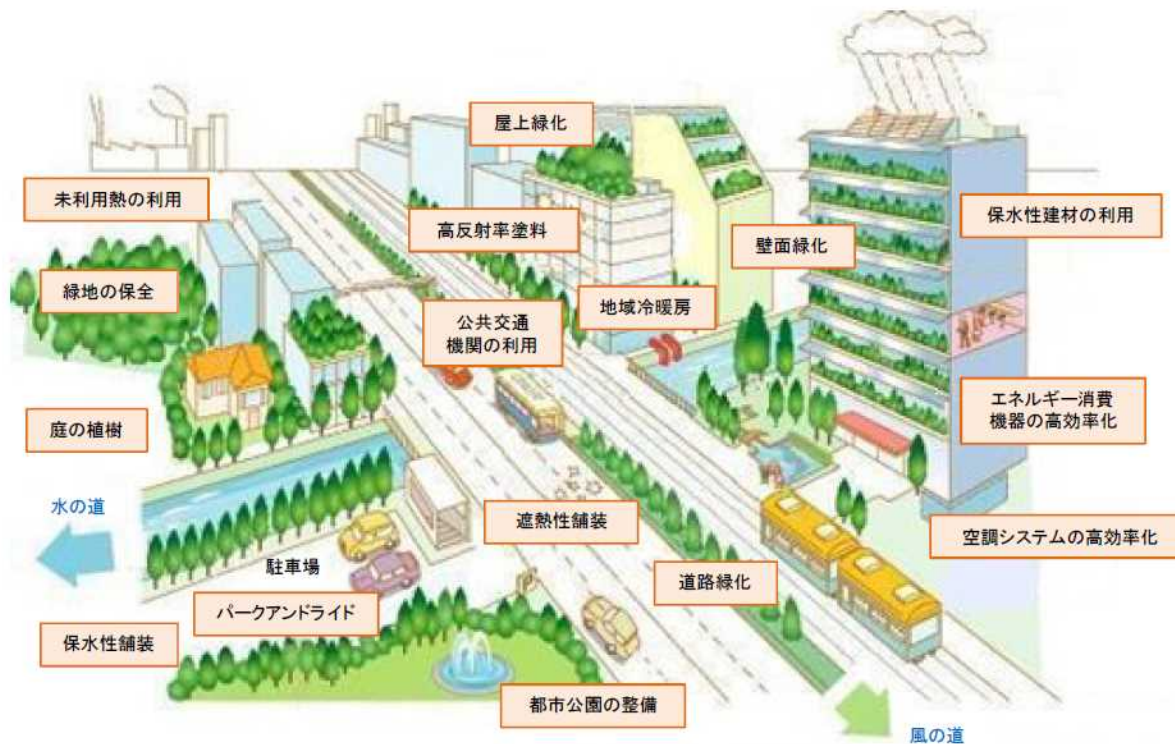 屋上緑化
未利用熱の利用
高反射率塗料
保水性建材の利用
壁面緑化
緑地の保全
地域冷暖房
公共交通
機関の利用
エネルギー消費
機器の高効率化
庭の植樹
水の道
遮熱性舗装
空調システムの高効率化
駐車場
道路緑化
パークアンドライド
保水性舗装
都市公園の整備
風の道